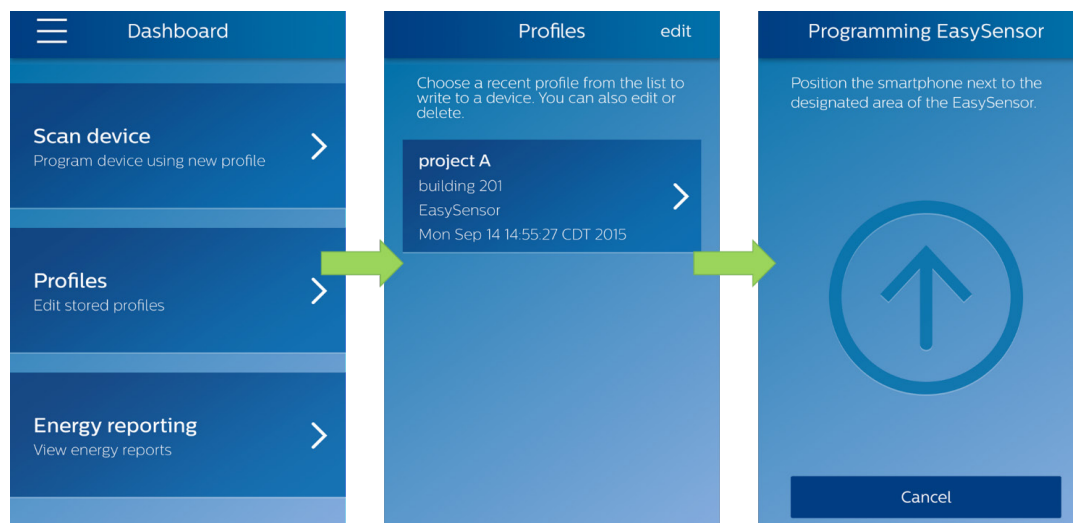 Dashboard
Scan device
Program device using new profile
Profiles
Edit stored profiles
Energy reporting
View energy reports
Profiles
edit
Choose a recent profile from the list to
write to a device. You can also edit or
delete.
project A
building 201
EasySensor
Mon Sep 14 14:55:27 CDT 2015
Programming EasySensor
Position the smartphone next to the
designated area of the EasySensor.
Cancel